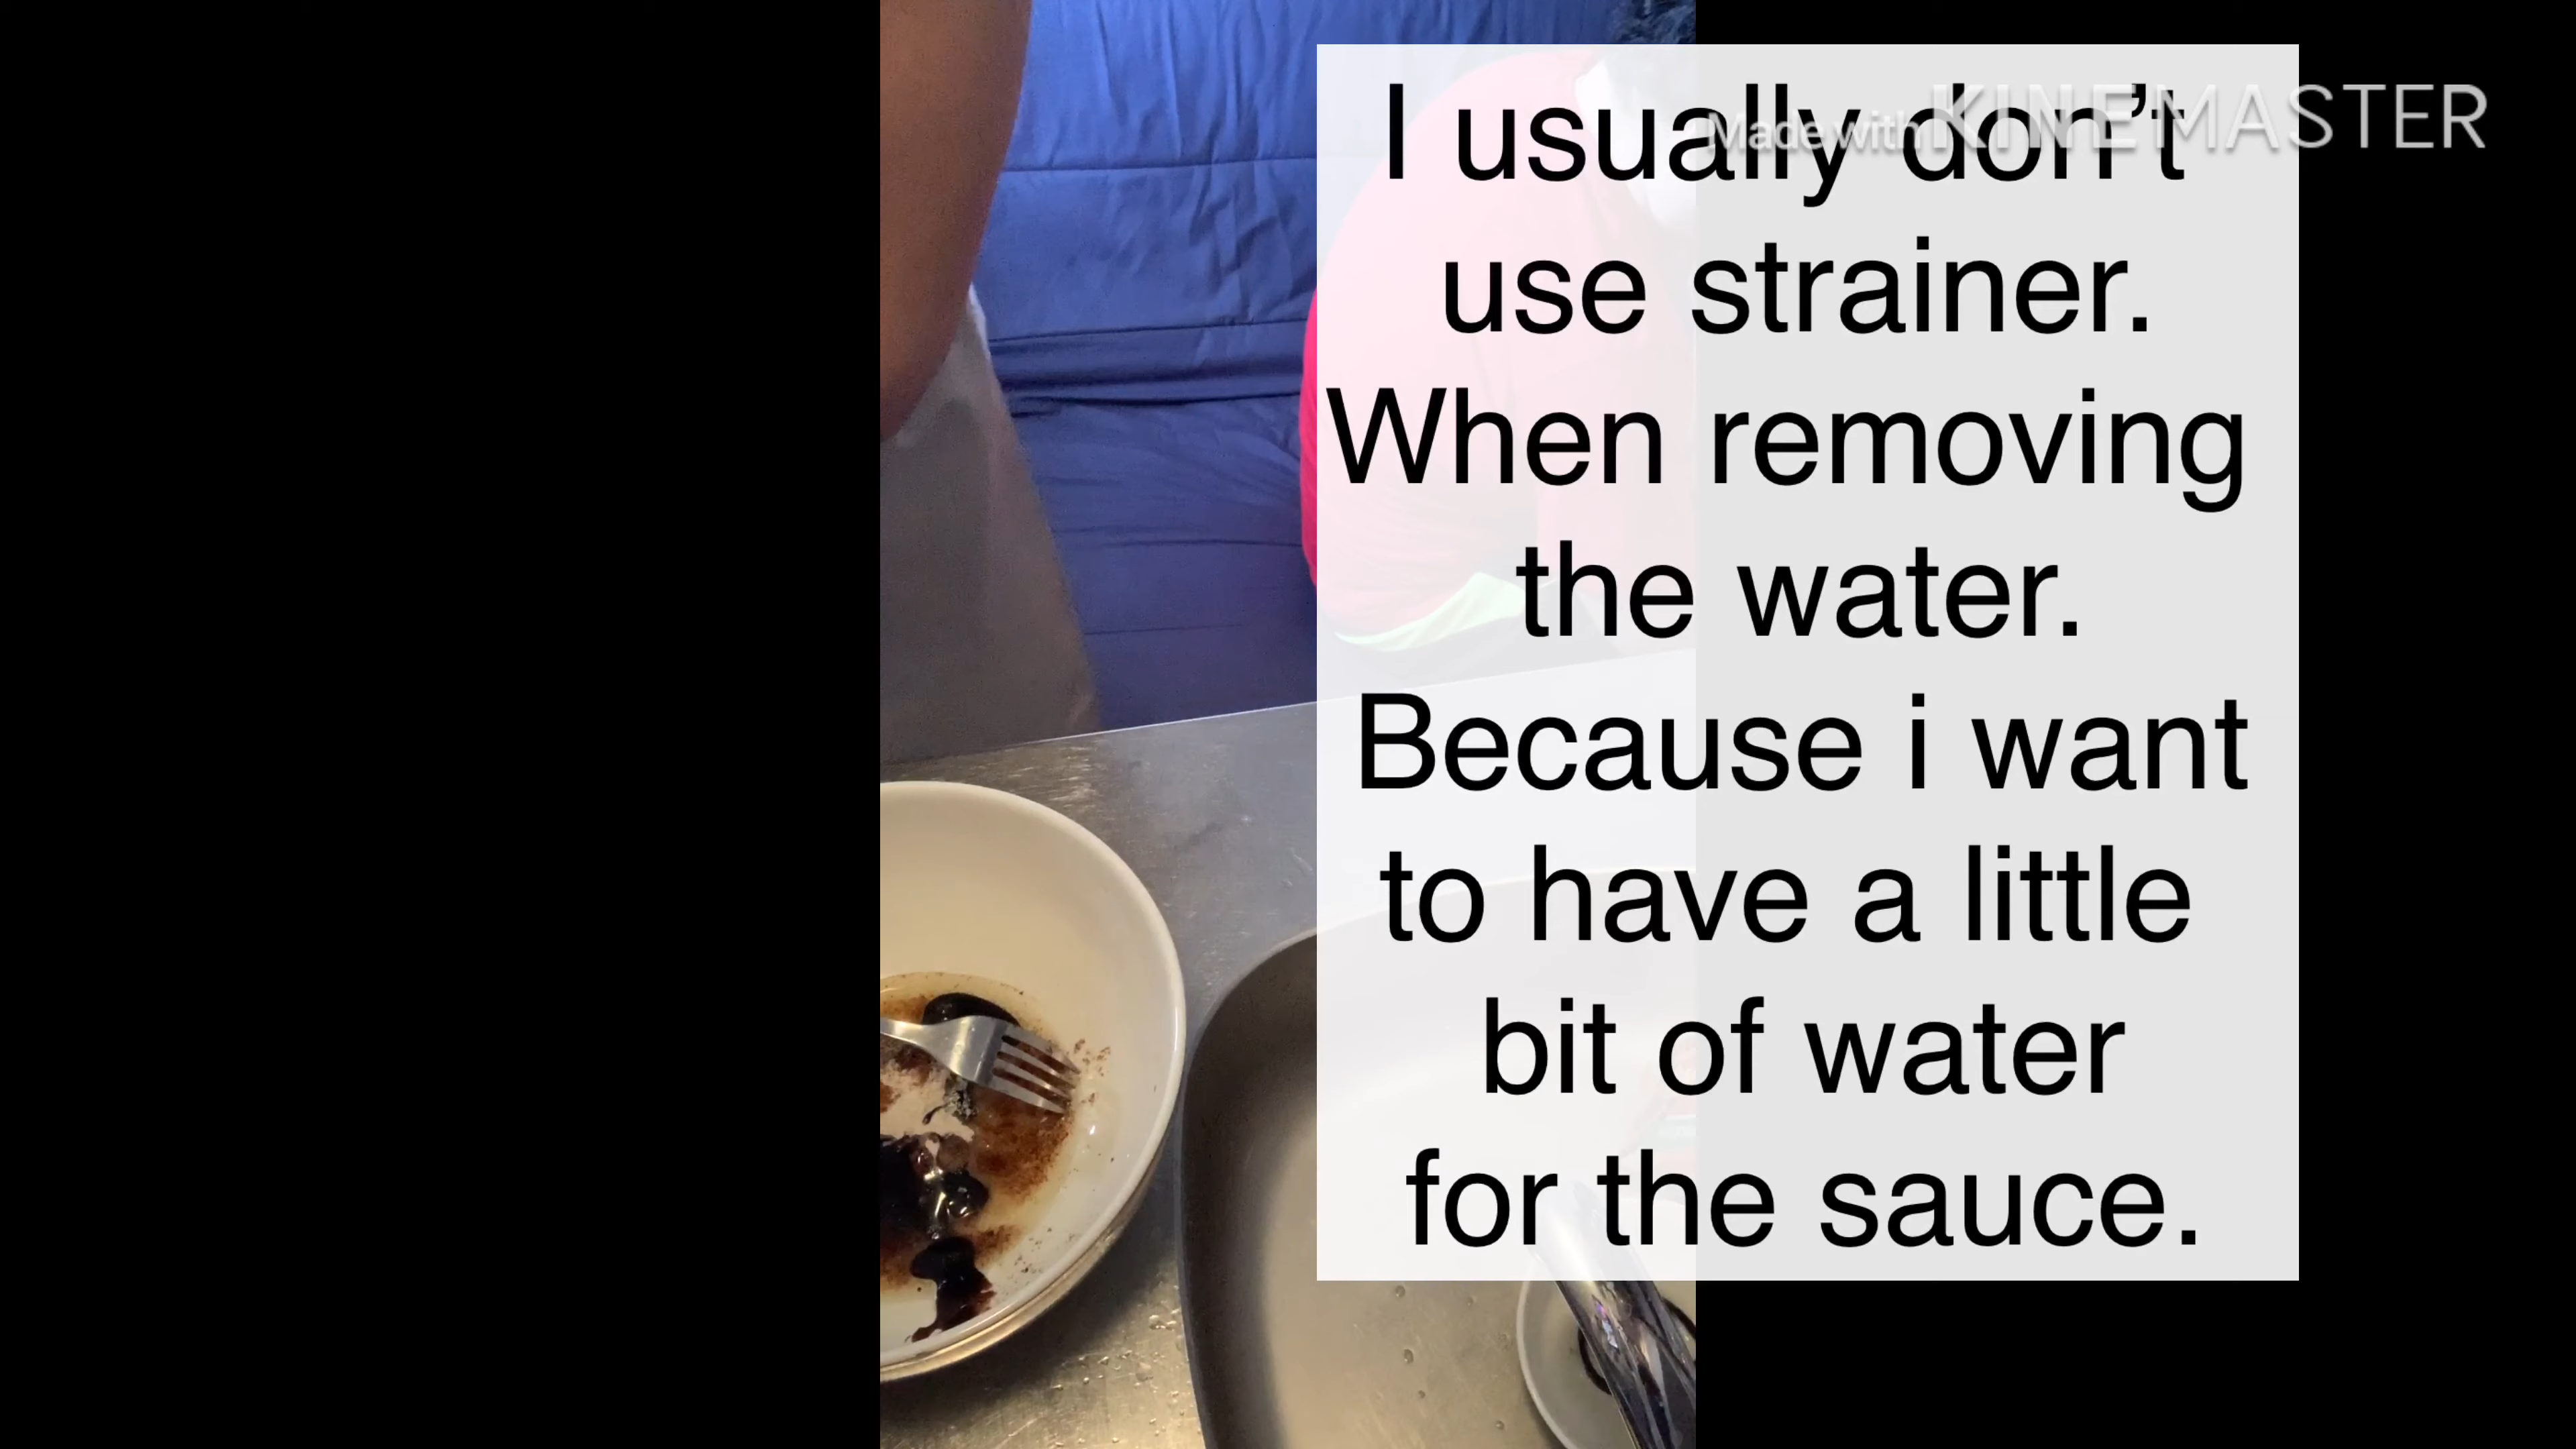 I usually don't
use strainer.
When removing
the water.
Because i want
to have a little
bit of water
for the sauce.
Made with KINEMASTER